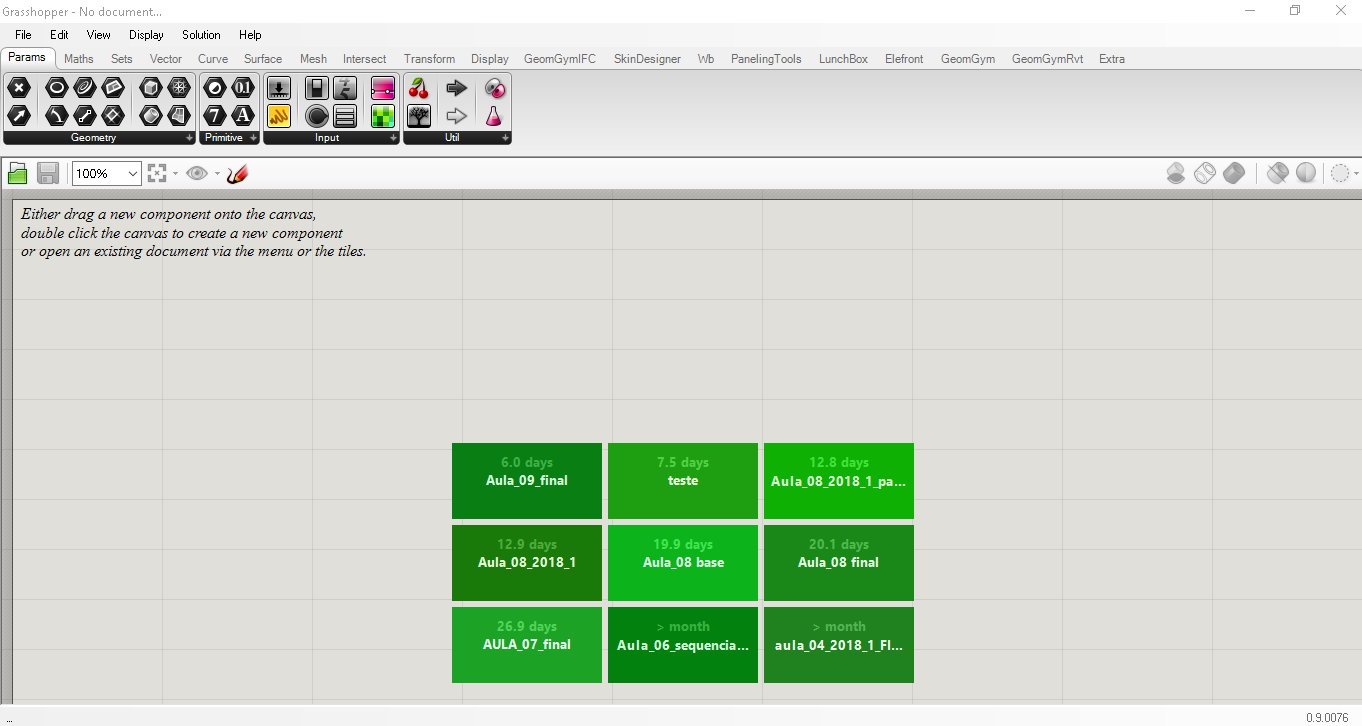 Grasshopper - No document...
File Edit View Display Solution Help
Params Maths Sets Vector Curve Surface Mesh Intersect Transform Display GeomGymIFC SkinDesigner Wb PanelingTools LunchBox Elefront GeomGym GeomGymRvt Extra
0.1
7 A
Geometry Primitive Input Util
100%
Either drag a new component onto the canvas,
double click the canvas to create a new component
or open an existing document via the menu or the tiles.
6.0 days 7.5 days 12.8 days
Aula_09_final teste Aula_08_2018_1_pa...
12.9 days 19.9 days 20.1 days
Aula_08_2018_1 Aula_08 base Aula_08 final
26.9 days > month > month
AULA_07_final Aula_06_sequencia... aula_04_2018_1_Fl...
... 0.9.0076